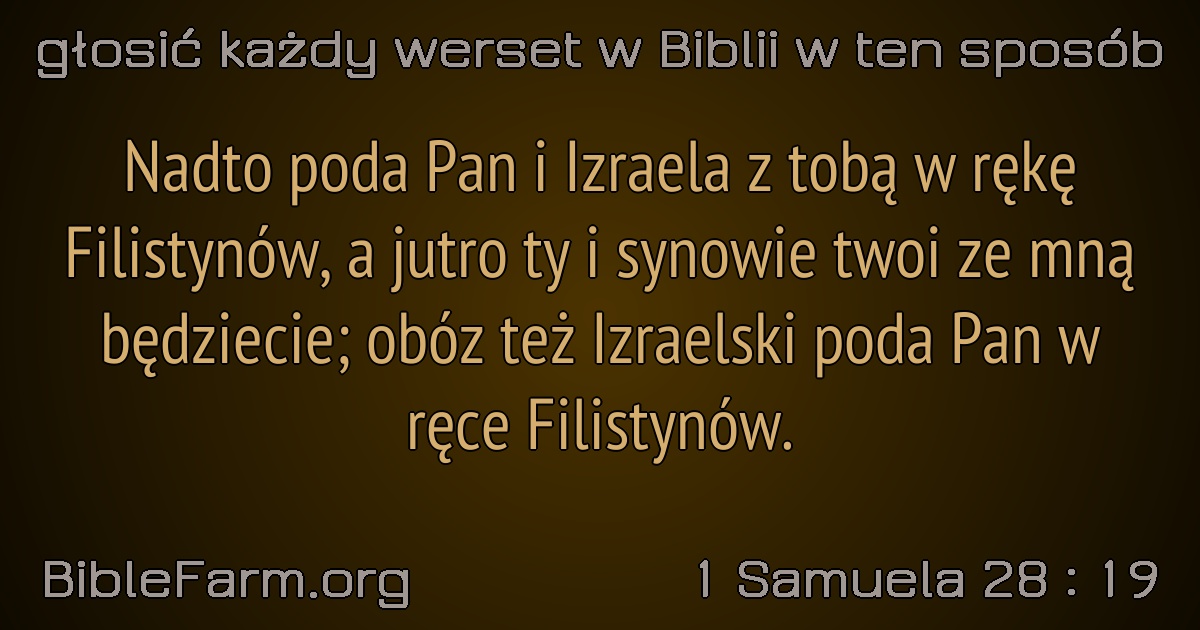 głosić każdy werset w Biblii w ten sposób
Nadto poda Pan i Izraela z tobą w rękę
Filistynów, a jutro ty i synowie twoi ze mną
będziecie; obóz też Izraelski poda Pan w
ręce Filistynów.
BibleFarm.org
1 Samuela 28 : 19